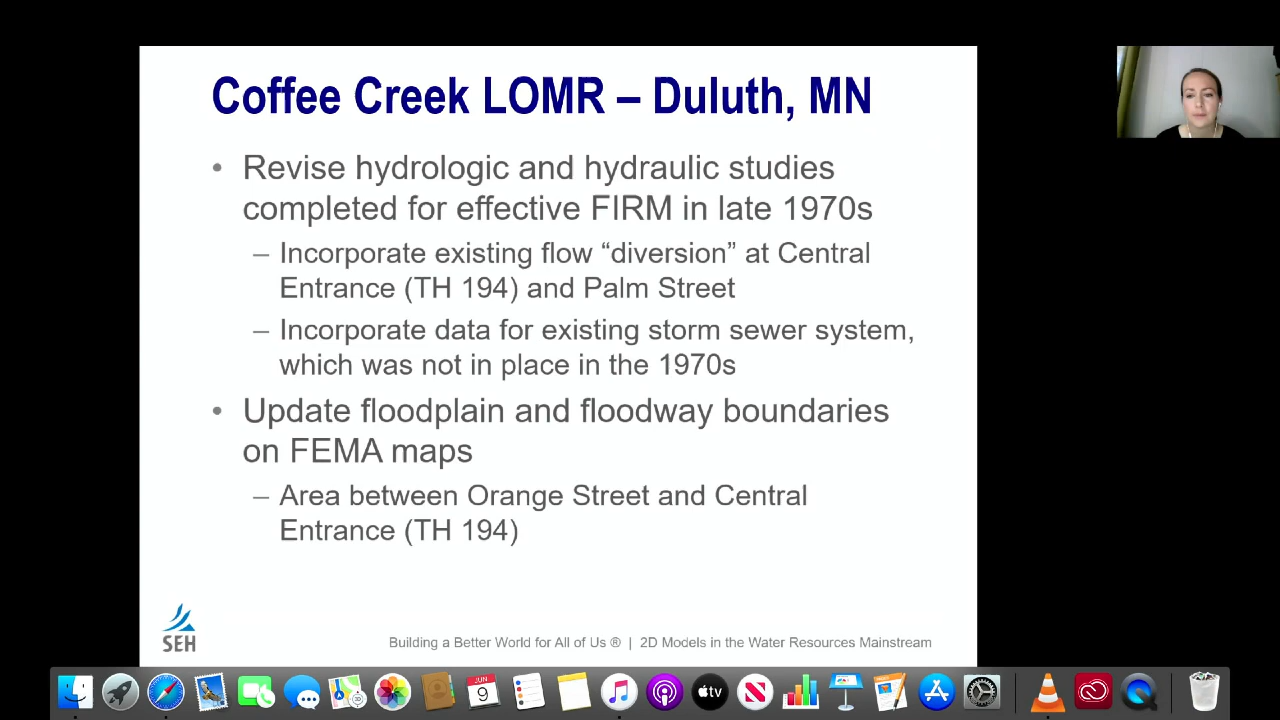 Coffee Creek LOMR – Duluth, MN
• Revise hydrologic and hydraulic studies
completed for effective FIRM in late 1970s
– Incorporate existing flow “diversion” at Central
Entrance (TH 194) and Palm Street
– Incorporate data for existing storm sewer system,
which was not in place in the 1970s
• Update floodplain and floodway boundaries
on FEMA maps
– Area between Orange Street and Central
Entrance (TH 194)
SEH
Building a Better World for All of Us ® | 2D Models in the Water Resources Mainstream
JUN
9
tv